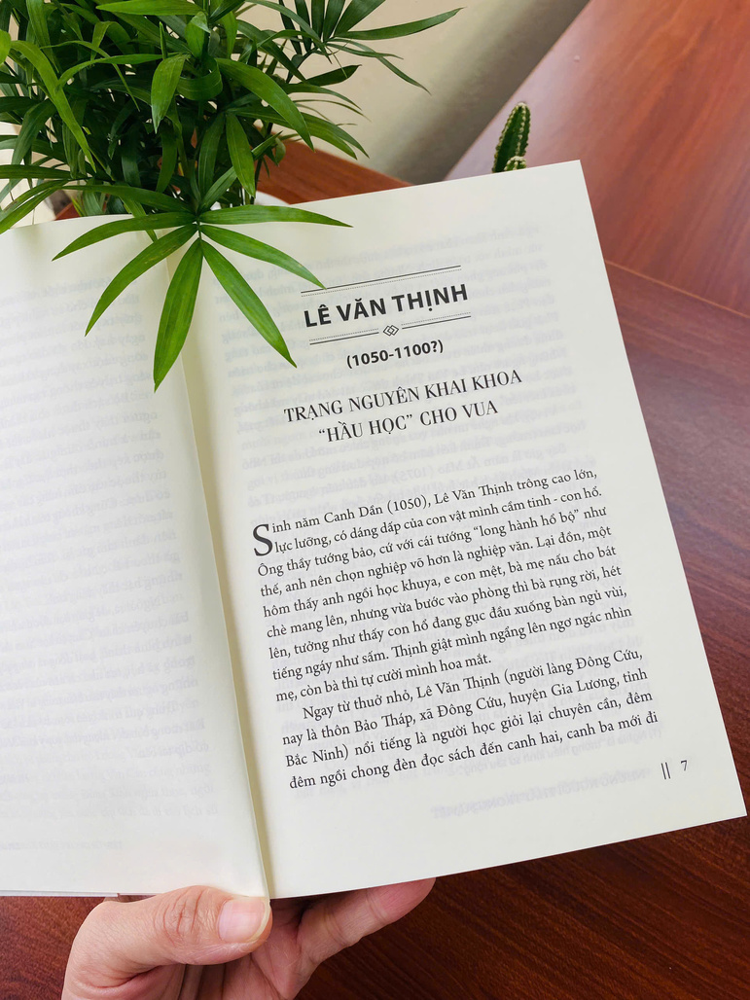 LÊ VĂN THỊNH
(1050-1100?)
TRẠNG NGUYÊN KHAI KHOA
“HẦU HỌC” CHO VUA
Sinh năm Canh Dần (1050), Lê Văn Thịnh trông cao lớn,
lực lưỡng, có dáng dấp của con vật mình cầm tinh - con hổ.
Ông thầy tướng bảo, cứ với cái tướng “long hành hổ bộ” như
thế, anh nên chọn nghiệp võ hơn là nghiệp văn. Lại đồn, một
hôm thấy anh ngồi học khuya, e con mệt, bà mẹ nấu cho bát
chè mang lên, nhưng vừa bước vào phòng thì bà rụng rời, hét
lên, tưởng như thấy con hổ đang gục đầu xuống bàn ngủ vùi,
tiếng ngáy như sấm. Thịnh giật mình ngẩng lên ngơ ngác nhìn
mẹ, còn bà thì tự cười mình hoa mắt.
Ngay từ thuở nhỏ, Lê Văn Thịnh (người làng Đông Cứu,
nay là thôn Bảo Tháp, xã Đông Cứu, huyện Gia Lương, tỉnh
Bắc Ninh) nổi tiếng là người học giỏi lại chuyên cần, đêm
đêm ngồi chong đèn đọc sách đến canh hai, canh ba mới đi
|| 7